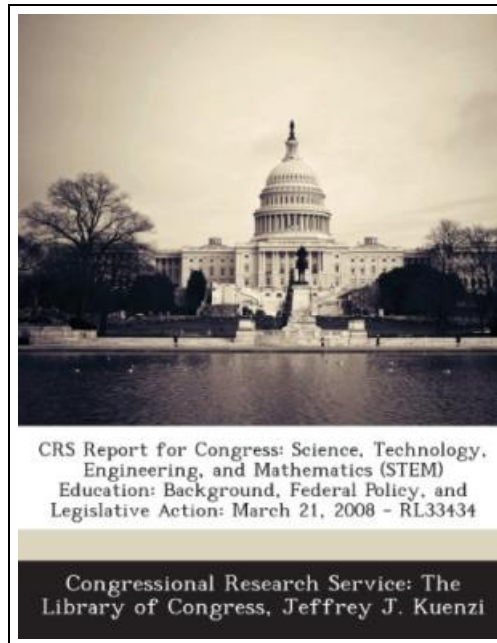 CRS Report for Congress: Science, Technology,
Engineering, and Mathematics (STEM)
Education: Background, Federal Policy, and
Legislative Action: March 21, 2008 - RL33434
Congressional Research Service: The
Library of Congress, Jeffrey J. Kuenzi